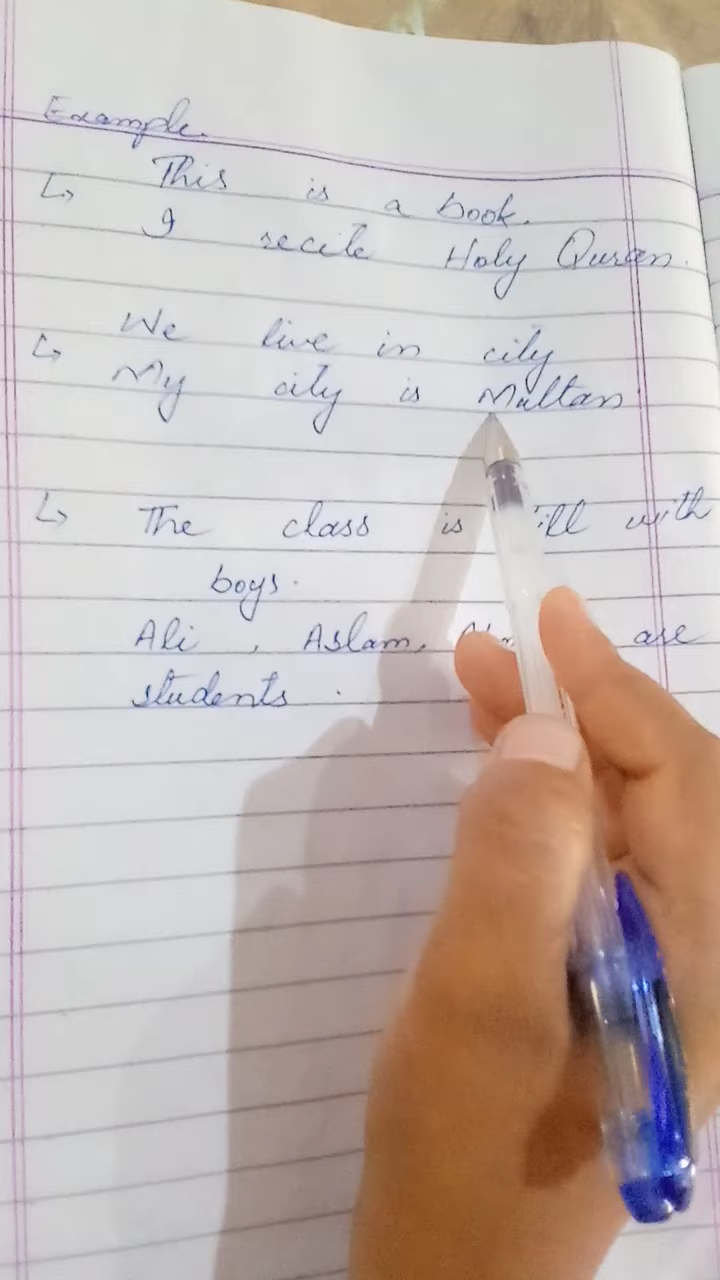 Example.
↳ This is a book.
I recite Holy Quran.
↳ We live in city
My city is Multan
↳ The class is with
boys.
Ali , Aslam, are
students .